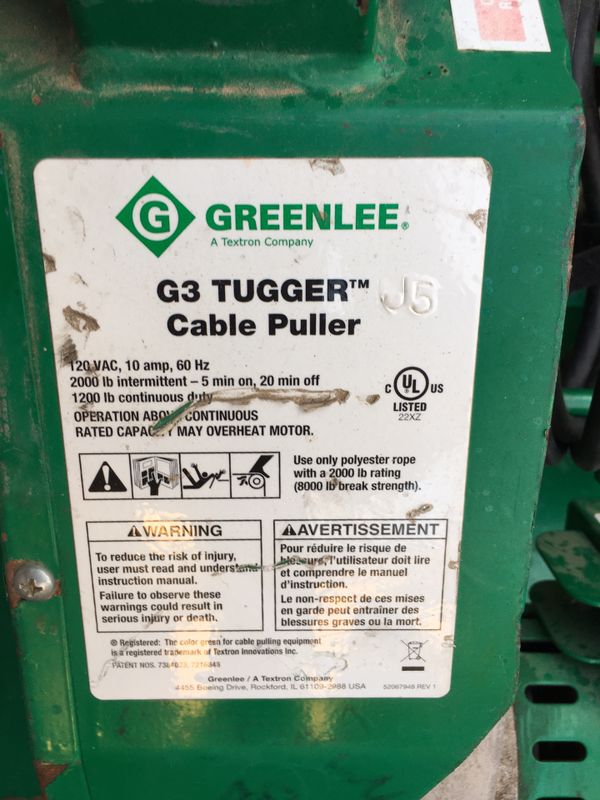 G GREENLEE®
A Textron Company
G3 TUGGER™ J5
Cable Puller
120 VAC, 10 amp, 60 Hz
2000 lb intermittent – 5 min on, 20 min off
1200 lb continuous duty
OPERATION ABOVE CONTINUOUS
RATED CAPACITY MAY OVERHEAT MOTOR.
C UL US
LISTED
22XZ
Use only polyester rope
with a 2000 lb rating
(8000 lb break strength).
WARNING
To reduce the risk of injury,
user must read and understand
instruction manual.
Failure to observe these
warnings could result in
serious injury or death.
AVERTISSEMENT
Pour réduire le risque de
blessure, l'utilisateur doit lire
et comprendre le manuel
d'instruction.
Le non-respect de ces mises
en garde peut entraîner des
blessures graves ou la mort.
® Registered: The color green for cable pulling equipment
is a registered trademark of Textron Innovations Inc.
PATENT NOS.
Greenlee / A Textron Company
4455 Boeing Drive, Rockford, IL 61109-2988 USA
52067948 REV 1